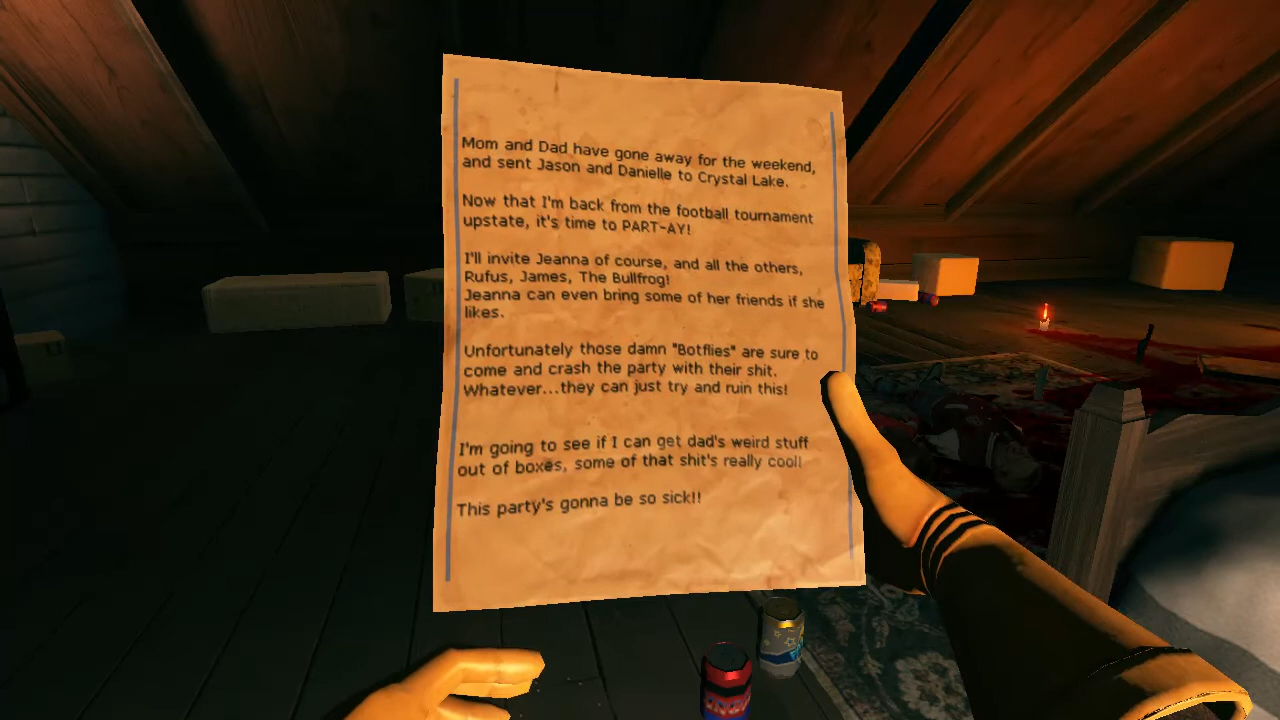 Mom and Dad have gone away for the weekend,
and sent Jason and Danielle to Crystal Lake.
Now that I'm back from the football tournament
upstate, it's time to PART-AY!
I'll invite Jeanna of course, and all the others,
Rufus, James, The Bullfrog!
Jeanna can even bring some of her friends if she
likes.
Unfortunately those damn "Botflies" are sure to
come and crash the party with their shit.
Whatever...they can just try and ruin this!
I'm going to see if I can get dad's weird stuff
out of boxes, some of that shit's really cool!
This party's gonna be so sick!!